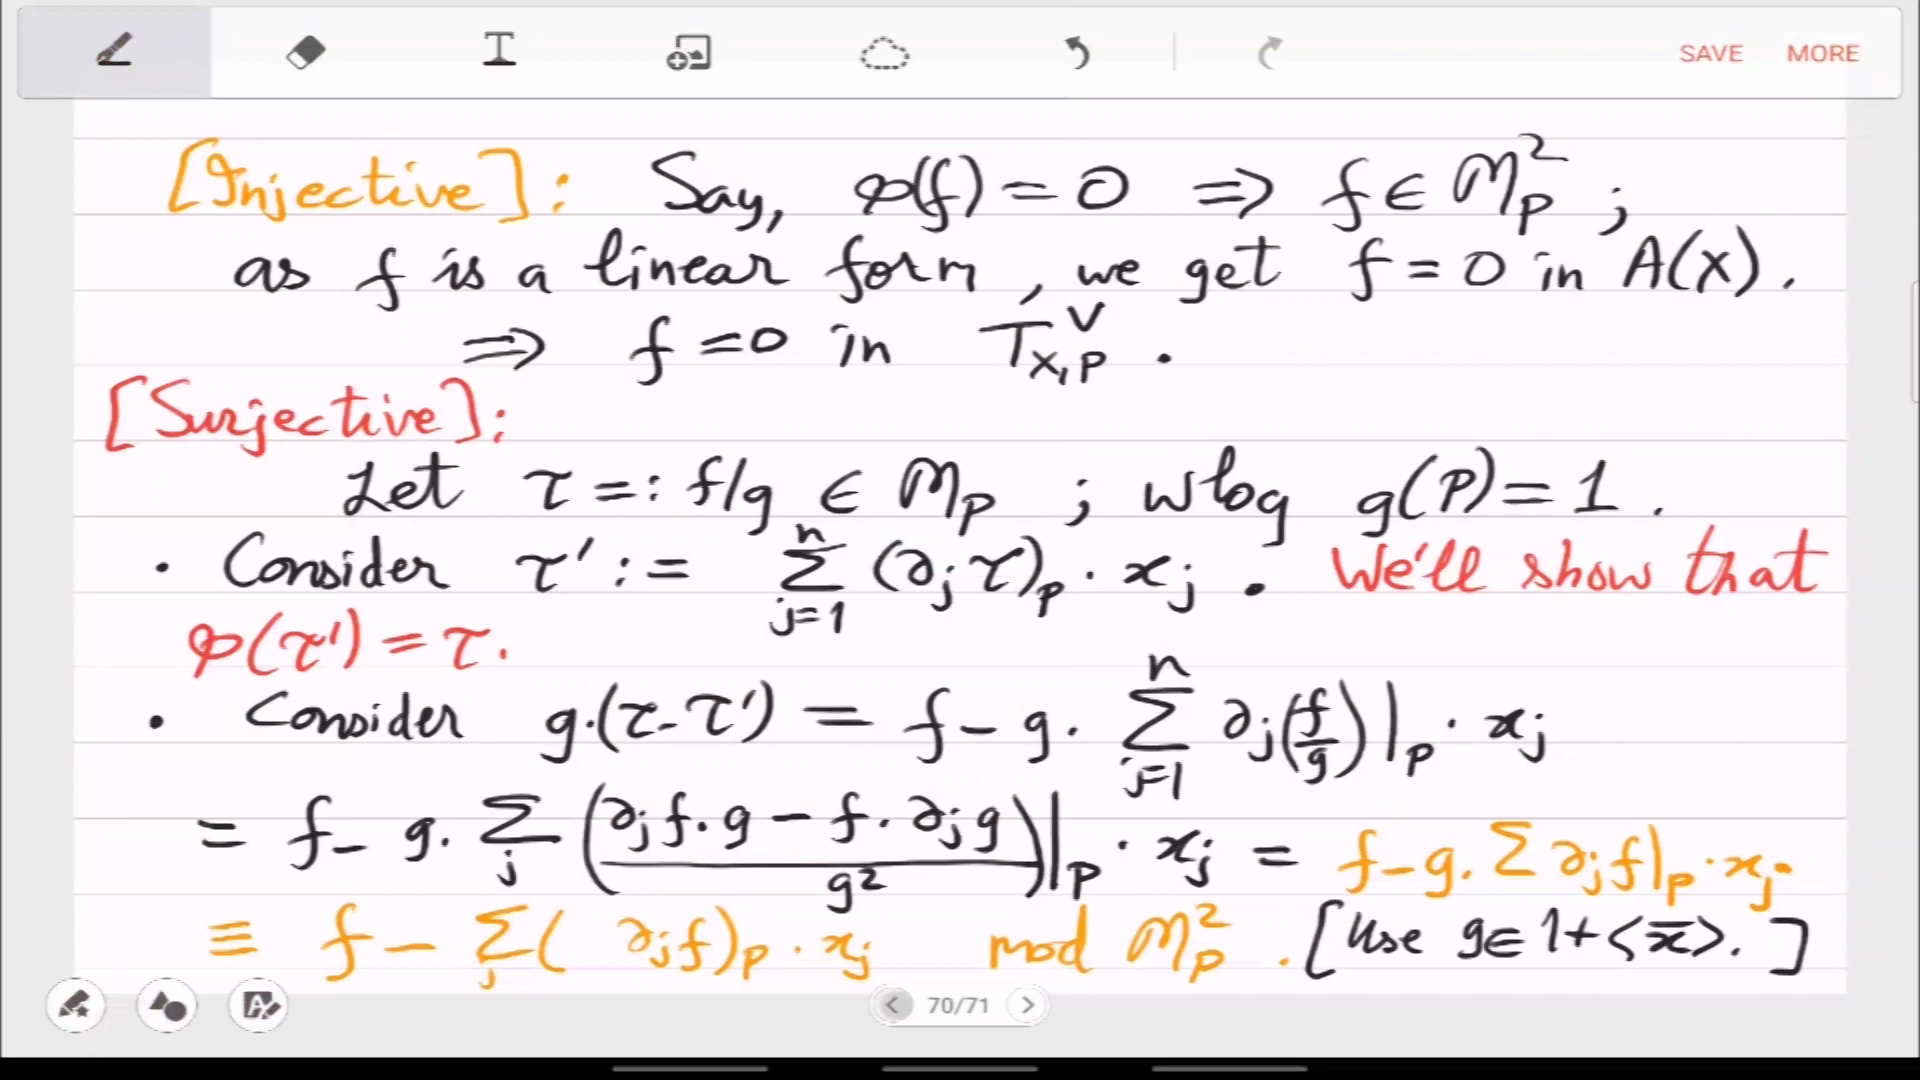 SAVE MORE
[Injective]: Say, φ(f) = 0 ⇒ f ∈ M_P^2 ;
as f is a linear form, we get f = 0 in A(X).
⇒ f = 0 in T_{X,P}^∨ .
[Surjective]:
Let τ =: f/g ∈ M_P ; wlog g(P) = 1 .
• Consider τ' := Σ_{j=1}^{n} (∂_j τ)_P · x_j . We'll show that
φ(τ') = τ.
• Consider g·(τ-τ') = f - g· Σ_{j=1}^{n} ∂_j(f/g)|_P · x_j
= f - g· Σ_j ((∂_j f·g - f·∂_j g)/g^2)|_P · x_j = f - g· Σ ∂_j f|_P · x_j.
≡ f - Σ_j (∂_j f)_P · x_j mod M_P^2 . [Use g ∈ 1+<x̄>. ]
70/71